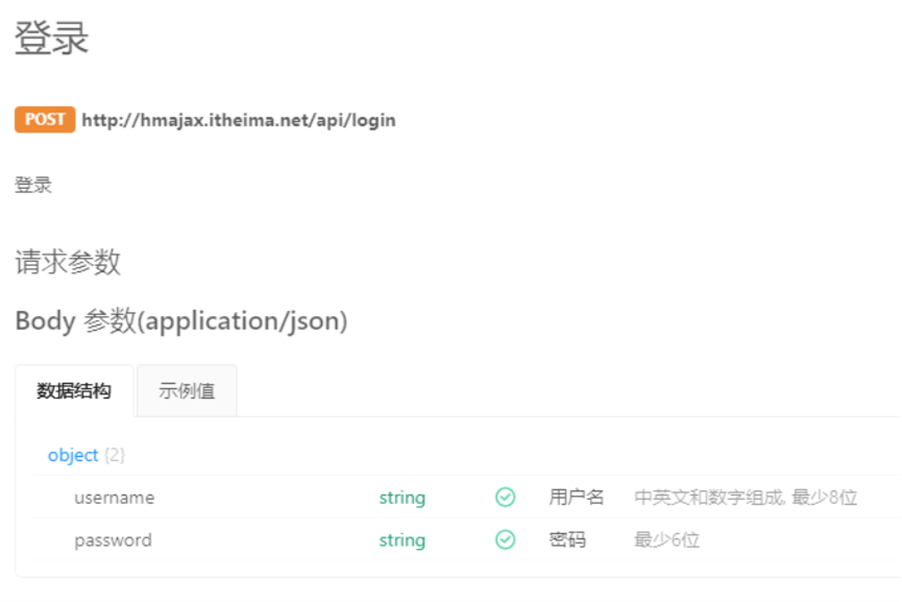 登录
POST http://hmajax.itheima.net/api/login
登录
请求参数
Body 参数(application/json)
数据结构 示例值
object {2}
username string 用户名 中英文和数字组成, 最少8位
password string 密码 最少6位